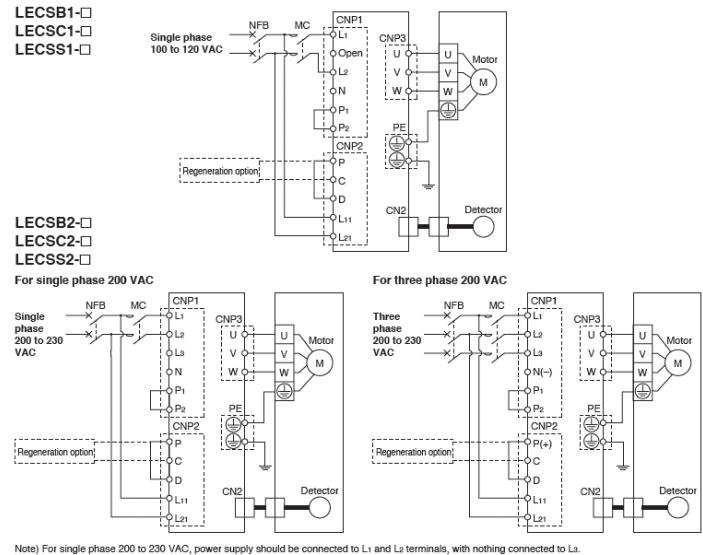 LECSB1-□
LECSC1-□
LECSS1-□
Single phase
100 to 120 VAC
NFB
MC
CNP1
L1
Open
L2
N
P1
P2
CNP2
P
C
D
L11
L21
Regeneration option
CNP3
U
V
W
PE
CN2
U
V
W
Motor
M
Detector
LECSB2-□
LECSC2-□
LECSS2-□
For single phase 200 VAC
Single
phase
200 to 230
VAC
NFB
MC
CNP1
L1
L2
L3
N
P1
P2
CNP2
P
C
D
L11
L21
Regeneration option
CNP3
U
V
W
PE
CN2
U
V
W
Motor
M
Detector
For three phase 200 VAC
Three
phase
200 to 230
VAC
NFB
MC
CNP1
L1
L2
L3
N(−)
P1
P2
CNP2
P(+)
C
D
L11
L21
Regeneration option
CNP3
U
V
W
PE
CN2
U
V
W
Motor
M
Detector
Note) For single phase 200 to 230 VAC, power supply should be connected to L1 and L2 terminals, with nothing connected to L3.